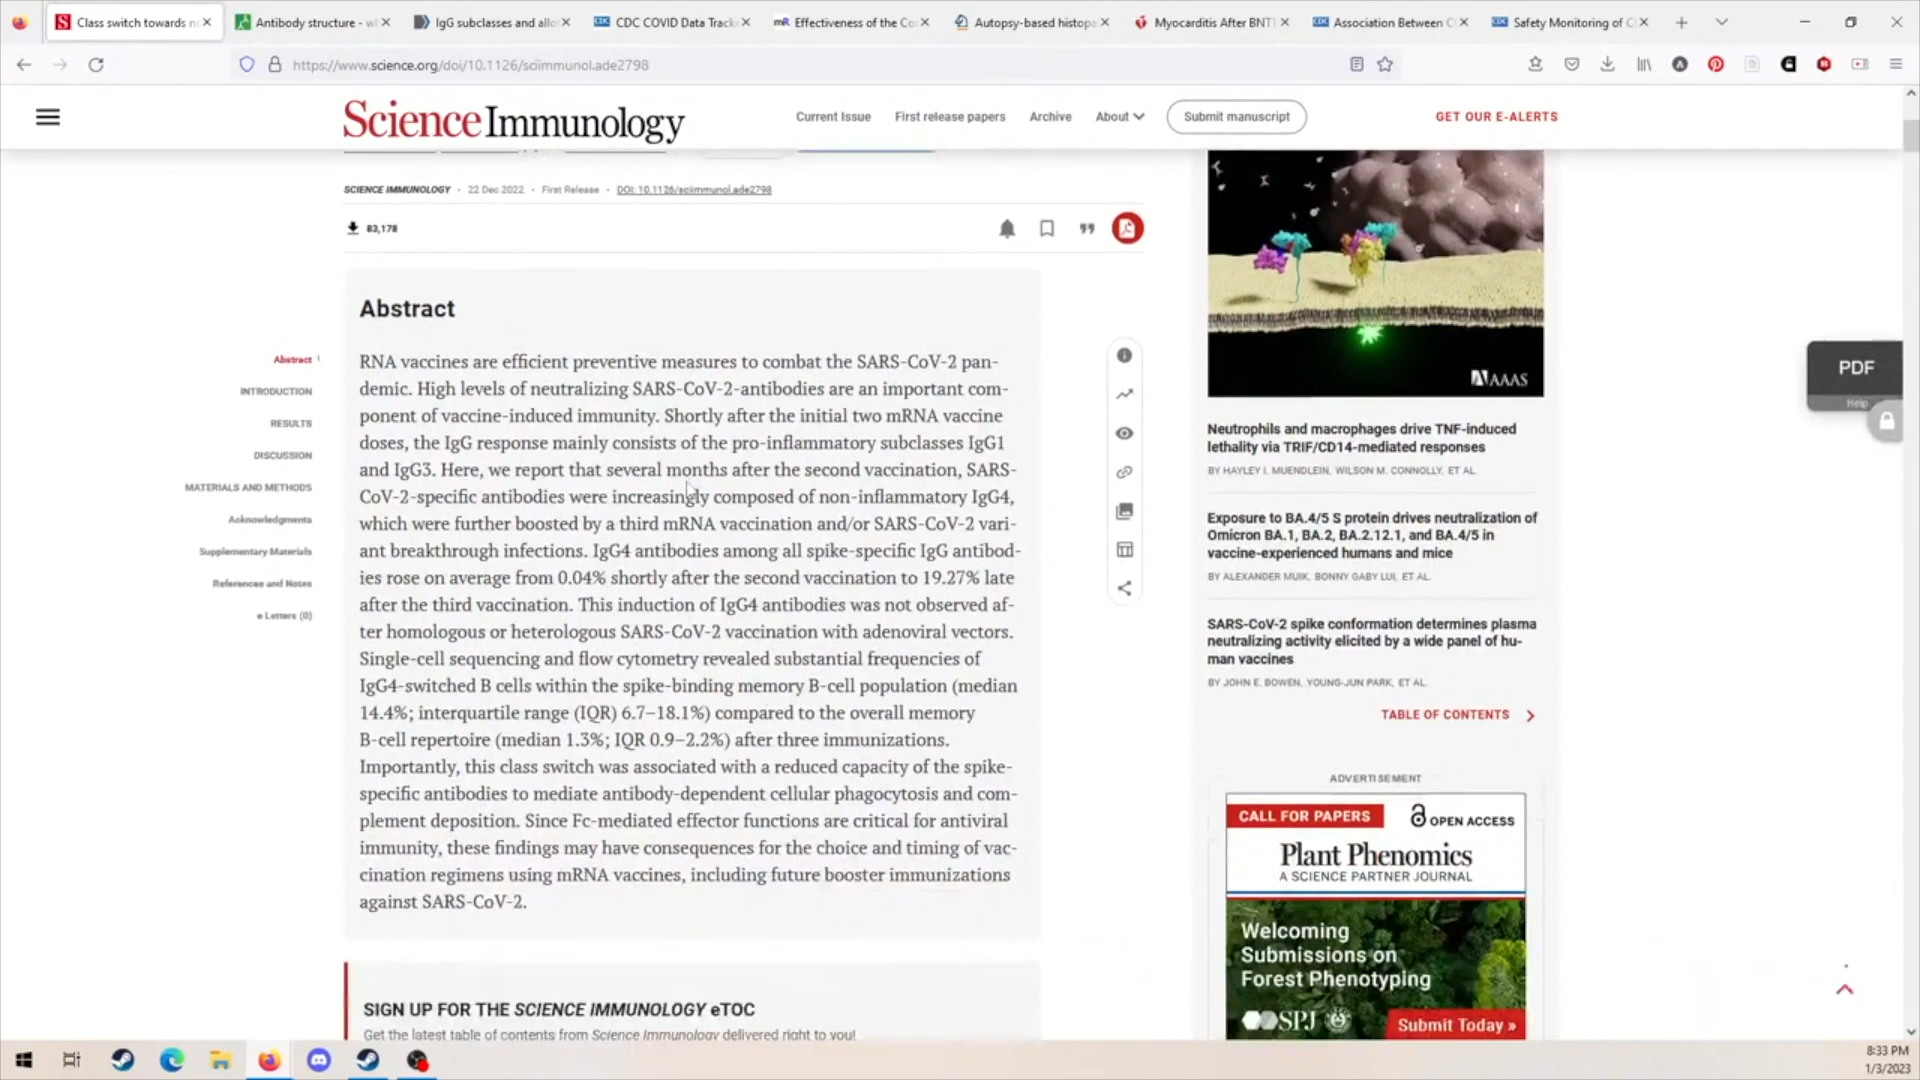 Class switch towards n
Antibody structure - wi
IgG subclasses and allo
CDC COVID Data Track
Effectiveness of the Co
Autopsy-based histopa
Myocarditis After BNT1
Association Between C
Safety Monitoring of C
https://www.science.org/doi/10.1126/sciimmunol.ade2798
Science Immunology
Current Issue
First release papers
Archive
About
Submit manuscript
GET OUR E-ALERTS
SCIENCE IMMUNOLOGY • 22 Dec 2022 • First Release • DOI: 10.1126/sciimmunol.ade2798
83,178
Abstract
INTRODUCTION
RESULTS
DISCUSSION
MATERIALS AND METHODS
Acknowledgments
Supplementary Materials
References and Notes
e Letters (0)
Abstract
RNA vaccines are efficient preventive measures to combat the SARS-CoV-2 pan-
demic. High levels of neutralizing SARS-CoV-2-antibodies are an important com-
ponent of vaccine-induced immunity. Shortly after the initial two mRNA vaccine
doses, the IgG response mainly consists of the pro-inflammatory subclasses IgG1
and IgG3. Here, we report that several months after the second vaccination, SARS-
CoV-2-specific antibodies were increasingly composed of non-inflammatory IgG4,
which were further boosted by a third mRNA vaccination and/or SARS-CoV-2 vari-
ant breakthrough infections. IgG4 antibodies among all spike-specific IgG antibod-
ies rose on average from 0.04% shortly after the second vaccination to 19.27% late
after the third vaccination. This induction of IgG4 antibodies was not observed af-
ter homologous or heterologous SARS-CoV-2 vaccination with adenoviral vectors.
Single-cell sequencing and flow cytometry revealed substantial frequencies of
IgG4-switched B cells within the spike-binding memory B-cell population (median
14.4%; interquartile range (IQR) 6.7–18.1%) compared to the overall memory
B-cell repertoire (median 1.3%; IQR 0.9–2.2%) after three immunizations.
Importantly, this class switch was associated with a reduced capacity of the spike-
specific antibodies to mediate antibody-dependent cellular phagocytosis and com-
plement deposition. Since Fc-mediated effector functions are critical for antiviral
immunity, these findings may have consequences for the choice and timing of vac-
cination regimens using mRNA vaccines, including future booster immunizations
against SARS-CoV-2.
SIGN UP FOR THE SCIENCE IMMUNOLOGY eTOC
Get the latest table of contents from Science Immunology delivered right to you!
AAAS
Neutrophils and macrophages drive TNF-induced
lethality via TRIF/CD14-mediated responses
BY HAYLEY I. MUENDLEIN, WILSON M. CONNOLLY, ET AL.
Exposure to BA.4/5 S protein drives neutralization of
Omicron BA.1, BA.2, BA.2.12.1, and BA.4/5 in
vaccine-experienced humans and mice
BY ALEXANDER MUIK, BONNY GABY LUI, ET AL.
SARS-CoV-2 spike conformation determines plasma
neutralizing activity elicited by a wide panel of hu-
man vaccines
BY JOHN E. BOWEN, YOUNG-JUN PARK, ET AL.
TABLE OF CONTENTS
ADVERTISEMENT
CALL FOR PAPERS
OPEN ACCESS
Plant Phenomics
A SCIENCE PARTNER JOURNAL
Welcoming
Submissions on
Forest Phenotyping
SPJ
Submit Today »
PDF
Help
8:33 PM
1/3/2023